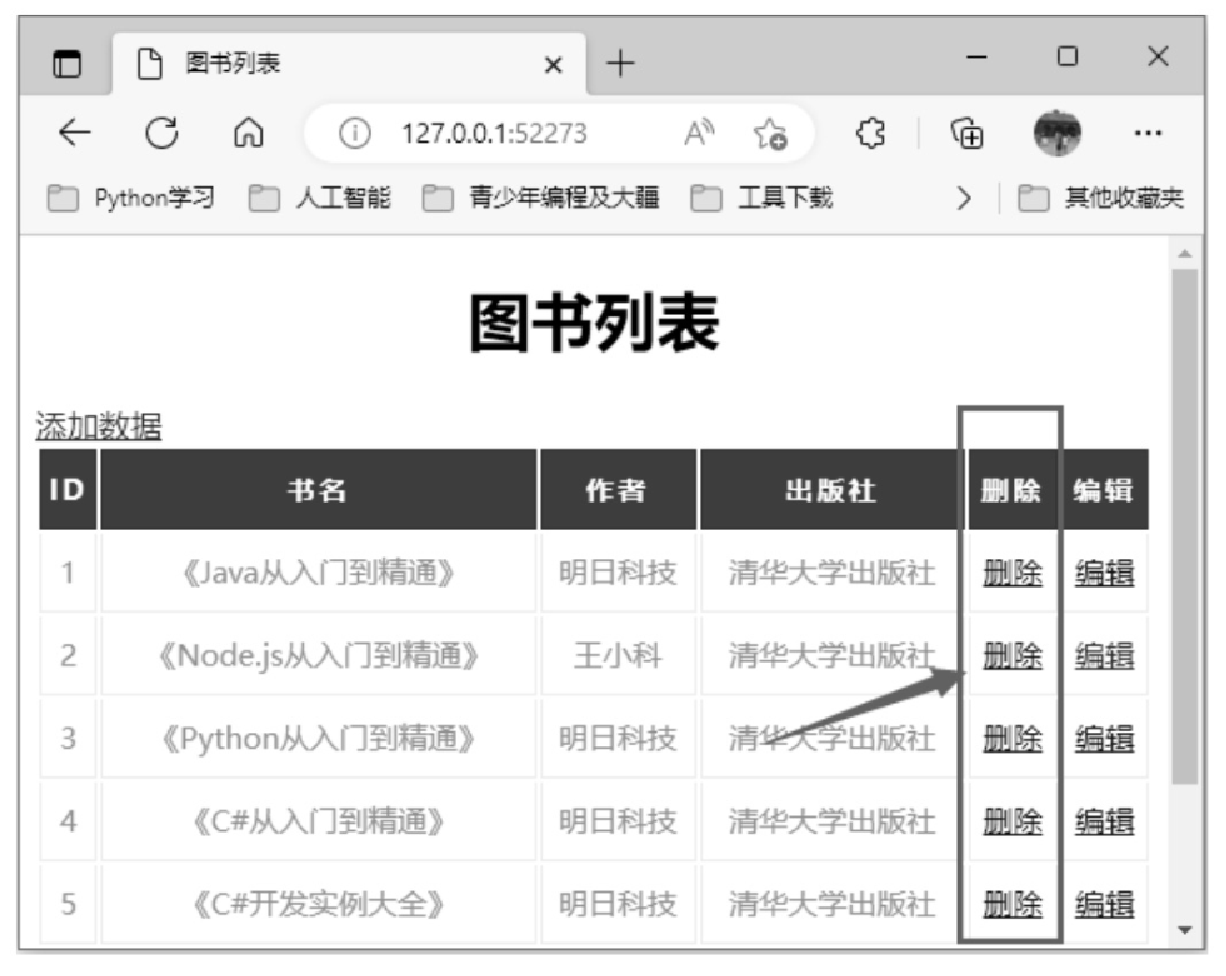 图书列表
127.0.0.1:52273
Python学习 人工智能 青少年编程及大疆 工具下载 其他收藏夹
图书列表
添加数据
ID 书名 作者 出版社 删除 编辑
1 《Java从入门到精通》 明日科技 清华大学出版社 删除 编辑
2 《Node.js从入门到精通》 王小科 清华大学出版社 删除 编辑
3 《Python从入门到精通》 明日科技 清华大学出版社 删除 编辑
4 《C#从入门到精通》 明日科技 清华大学出版社 删除 编辑
5 《C#开发实例大全》 明日科技 清华大学出版社 删除 编辑